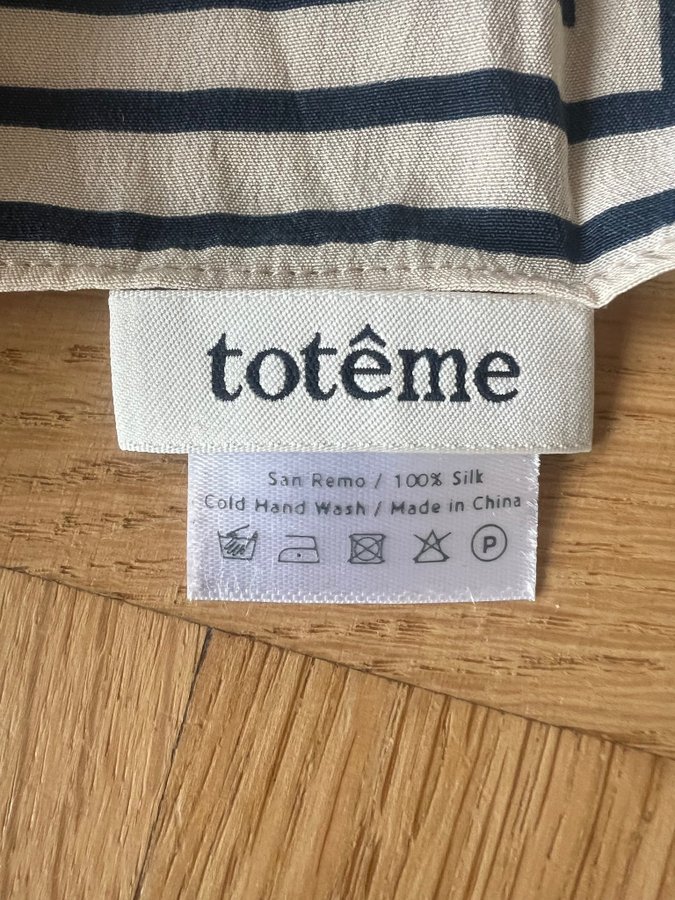 totême
San Remo / 100% Silk
Cold Hand Wash / Made in China
P